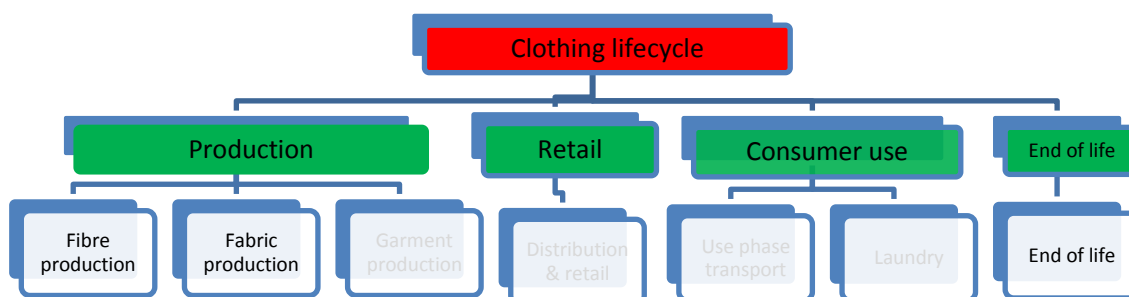 Clothing lifecycle
Production
Retail
Consumer use
End of life
Fibre
production
Fabric
production
Garment
production
Distribution
& retail
Use phase
transport
Laundry
End of life